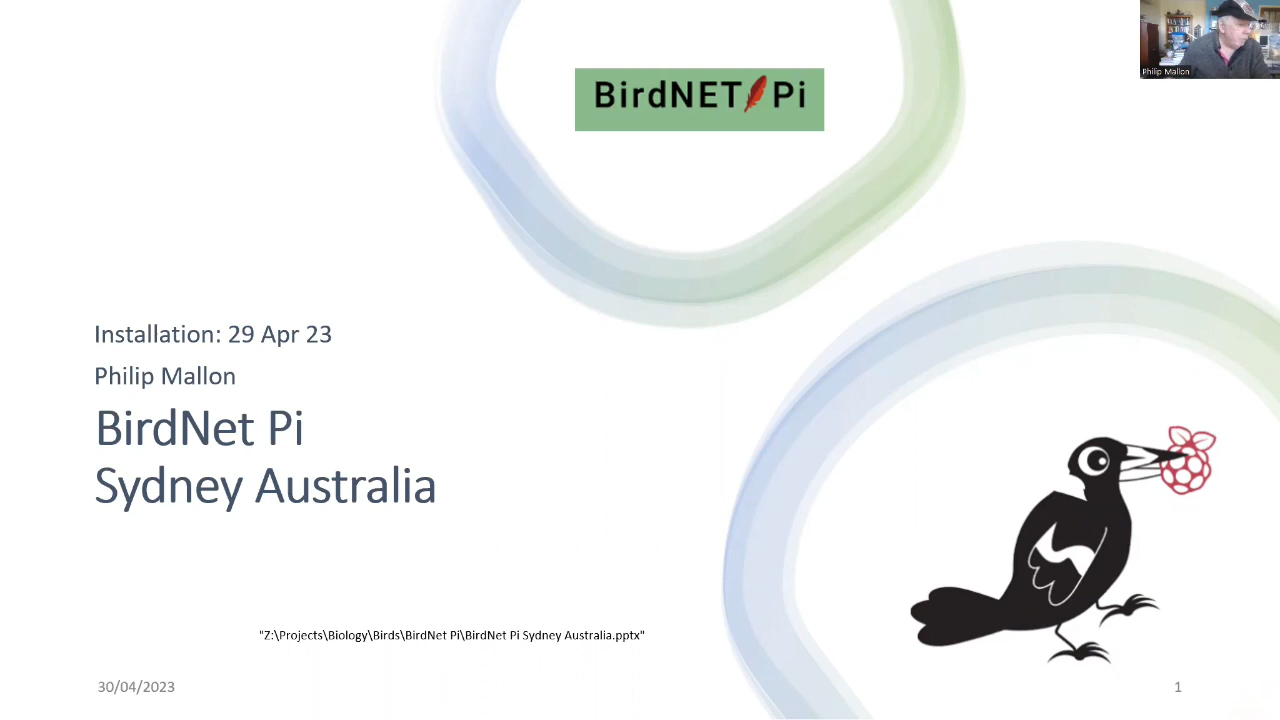 BirdNET Pi
Philip Mallon
Installation: 29 Apr 23
Philip Mallon
BirdNet Pi
Sydney Australia
"Z:\Projects\Biology\Birds\BirdNet Pi\BirdNet Pi Sydney Australia.pptx"
30/04/2023
1